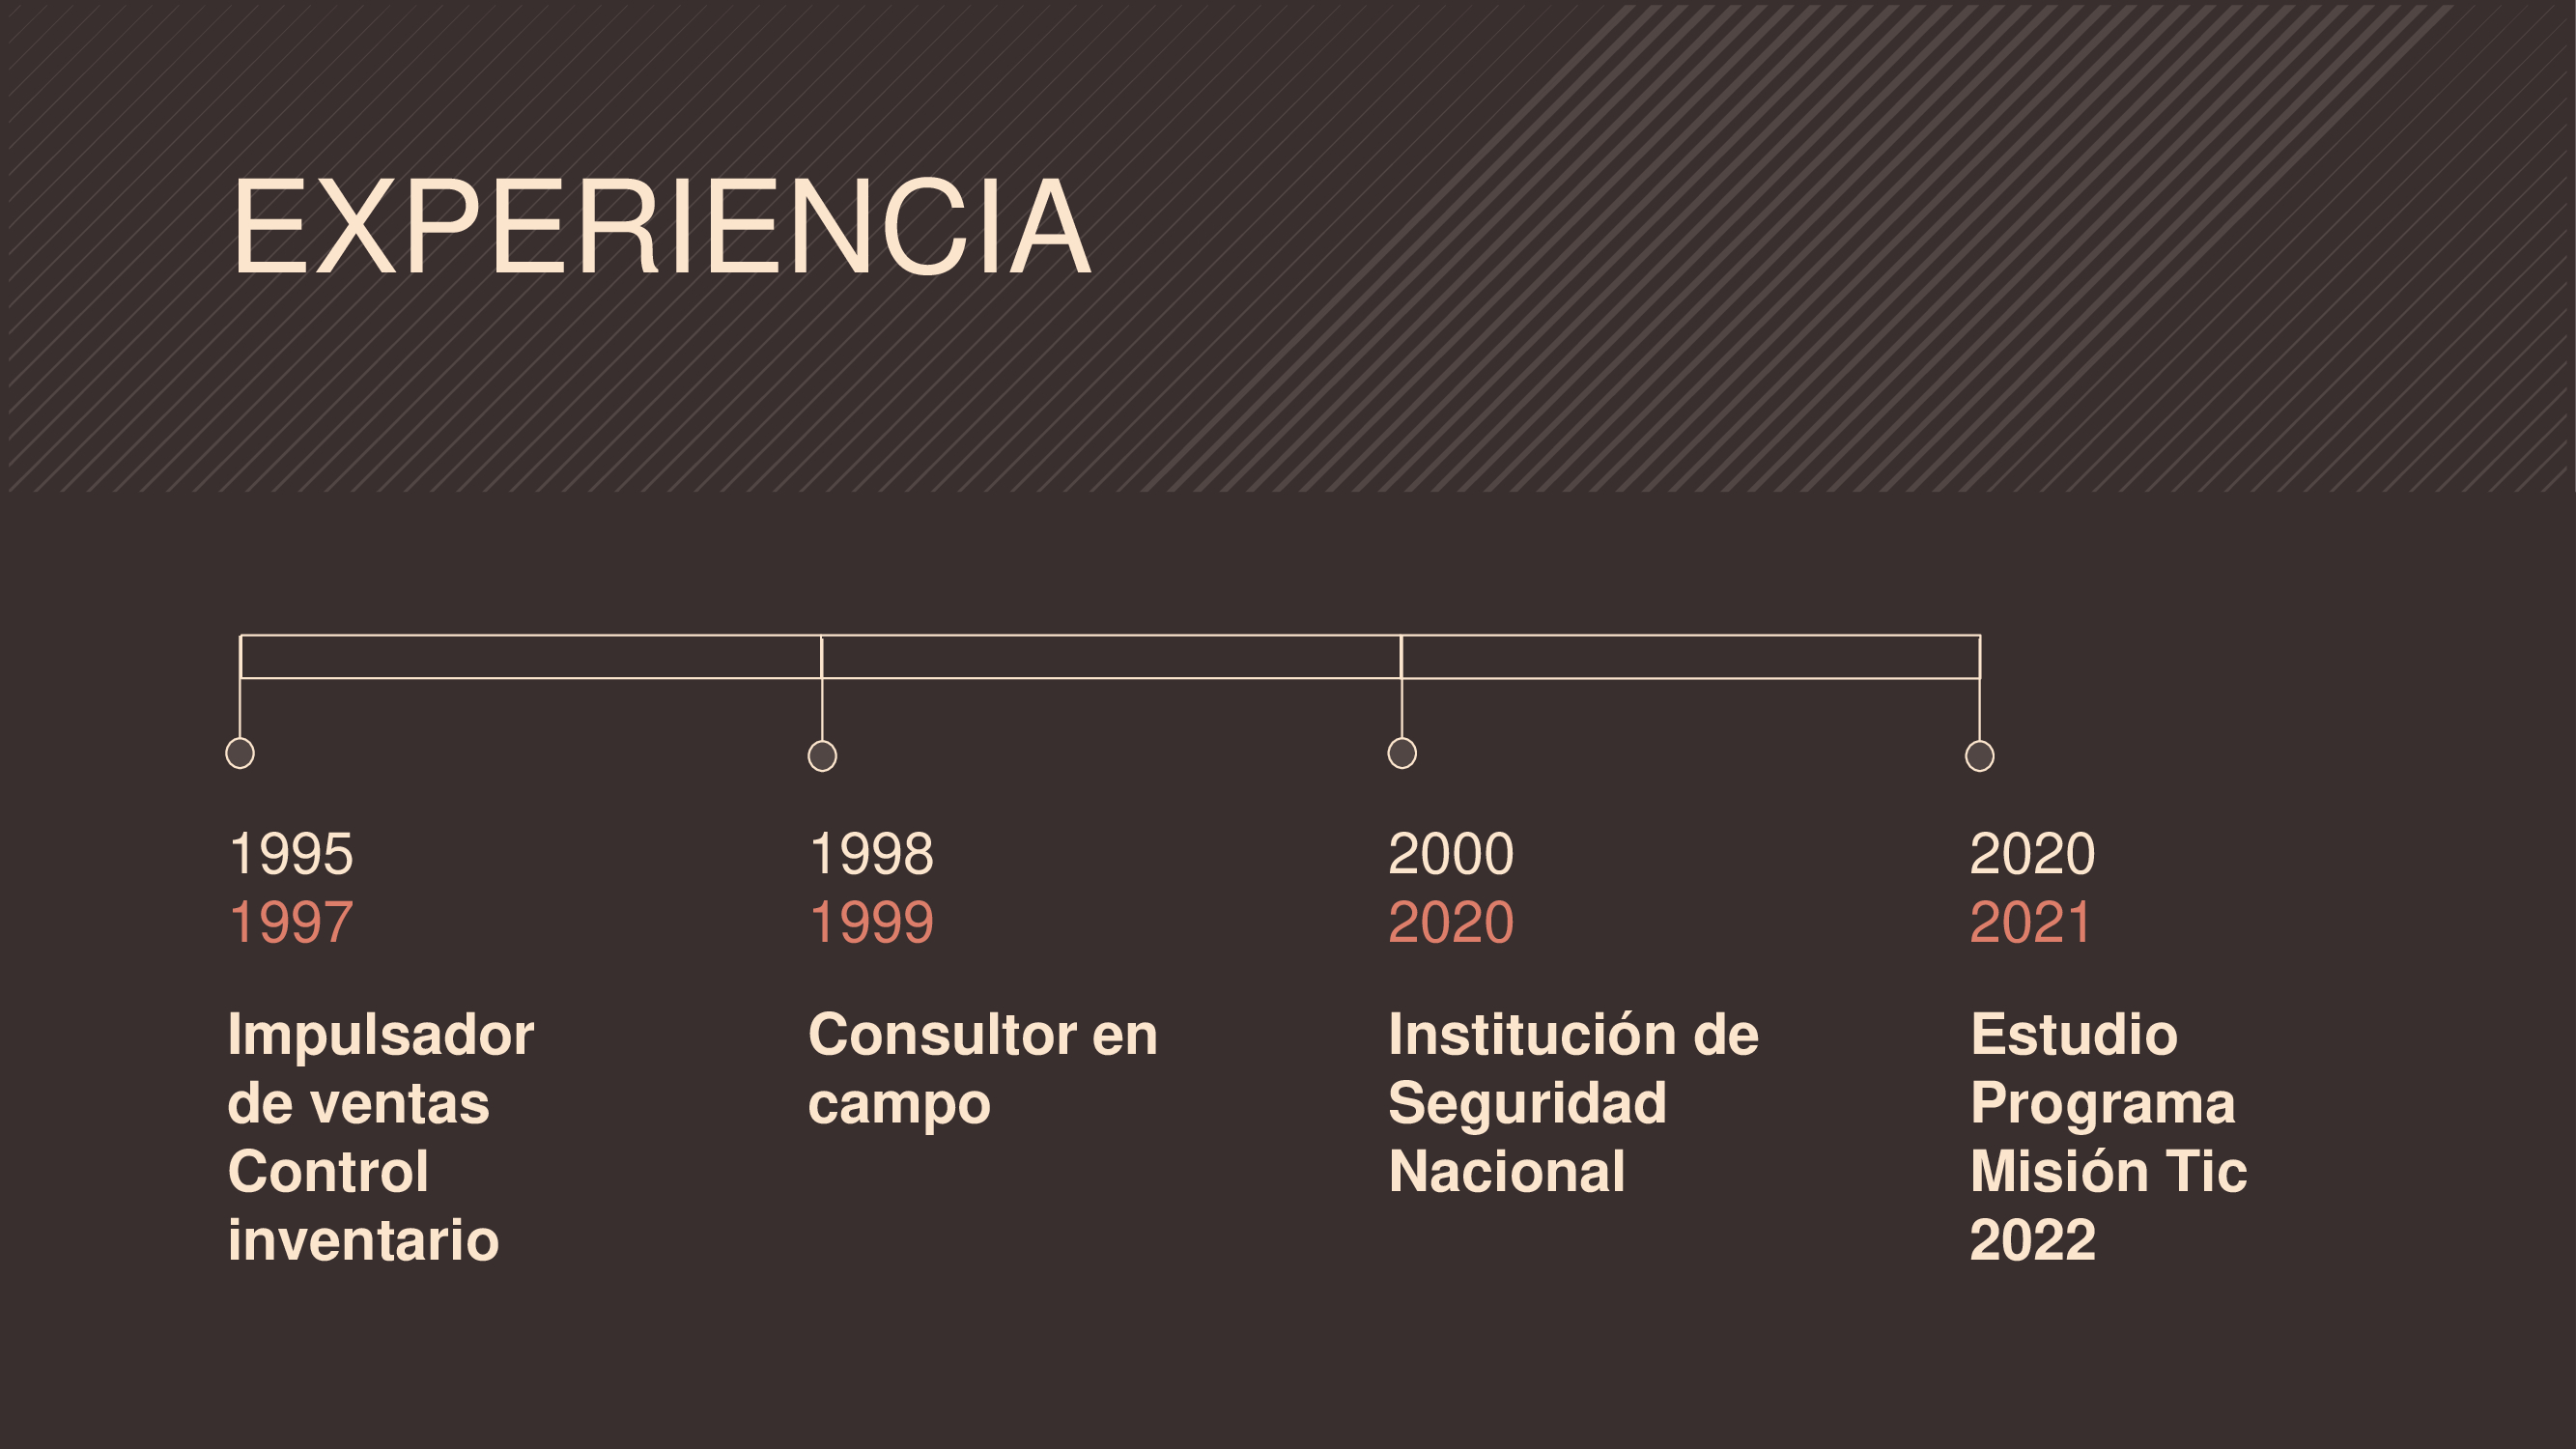 EXPERIENCIA
1995
1997
Impulsador
de ventas
Control
inventario
1998
1999
Consultor en
campo
2000
2020
Institución de
Seguridad
Nacional
2020
2021
Estudio
Programa
Misión Tic
2022